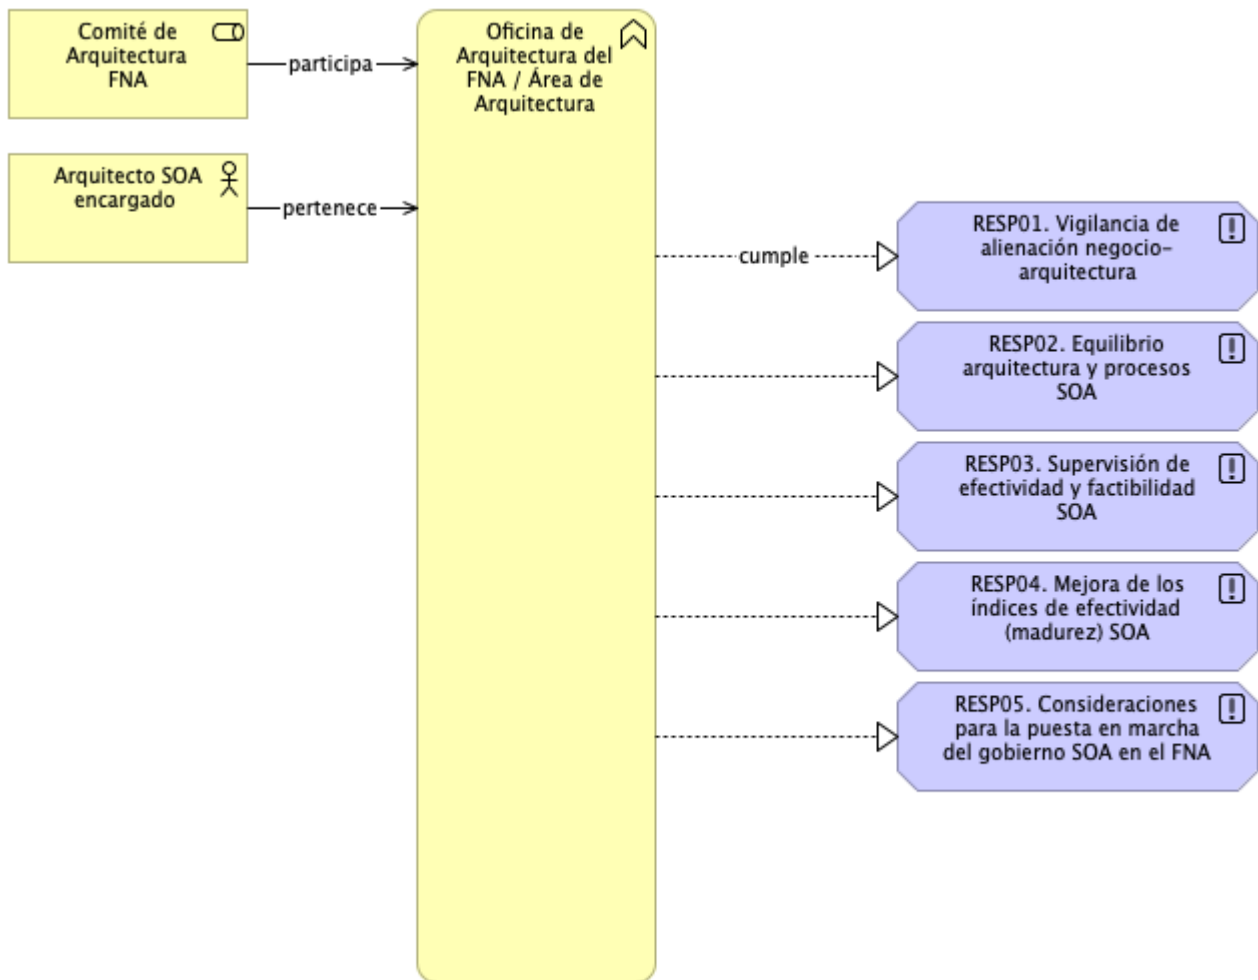 Comité de
Arquitectura
FNA
participa
Oficina de
Arquitectura del
FNA / Área de
Arquitectura
Arquitecto SOA
encargado
pertenece
cumple
RESP01. Vigilancia de
alienación negocio-
arquitectura
RESP02. Equilibrio
arquitectura y procesos
SOA
RESP03. Supervisión de
efectividad y factibilidad
SOA
RESP04. Mejora de los
índices de efectividad
(madurez) SOA
RESP05. Consideraciones
para la puesta en marcha
del gobierno SOA en el FNA